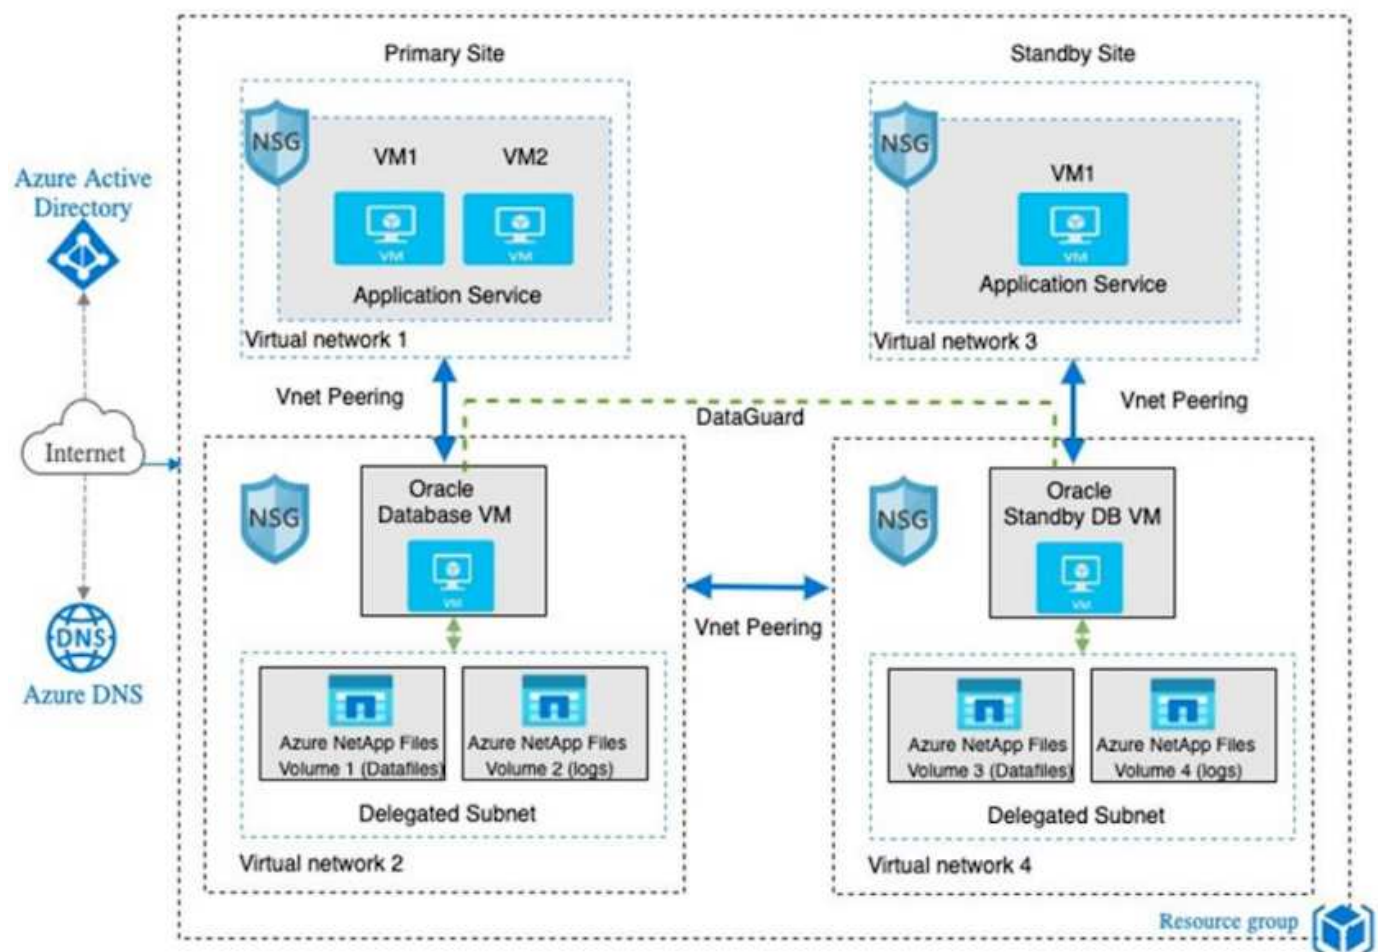 Primary Site
Standby Site
NSG
VM1
VM2
VM
VM
Application Service
Virtual network 1
NSG
VM1
VM
Application Service
Virtual network 3
Azure Active
Directory
Internet
DNS
Azure DNS
Vnet Peering
DataGuard
Vnet Peering
NSG
Oracle
Database VM
VM
Vnet Peering
NSG
Oracle
Standby DB VM
VM
Azure NetApp Files
Volume 1 (Datafiles)
Azure NetApp Files
Volume 2 (logs)
Delegated Subnet
Virtual network 2
Azure NetApp Files
Volume 3 (Datafiles)
Azure NetApp Files
Volume 4 (logs)
Delegated Subnet
Virtual network 4
Resource group